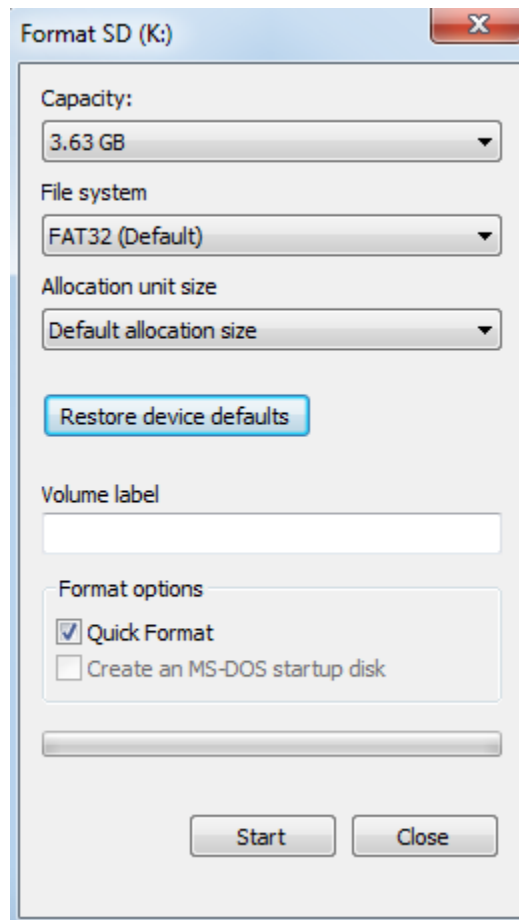 Format SD (K:)
Capacity:
3.63 GB
File system
FAT32 (Default)
Allocation unit size
Default allocation size
Restore device defaults
Volume label
Format options
Quick Format
Create an MS-DOS startup disk
Start Close